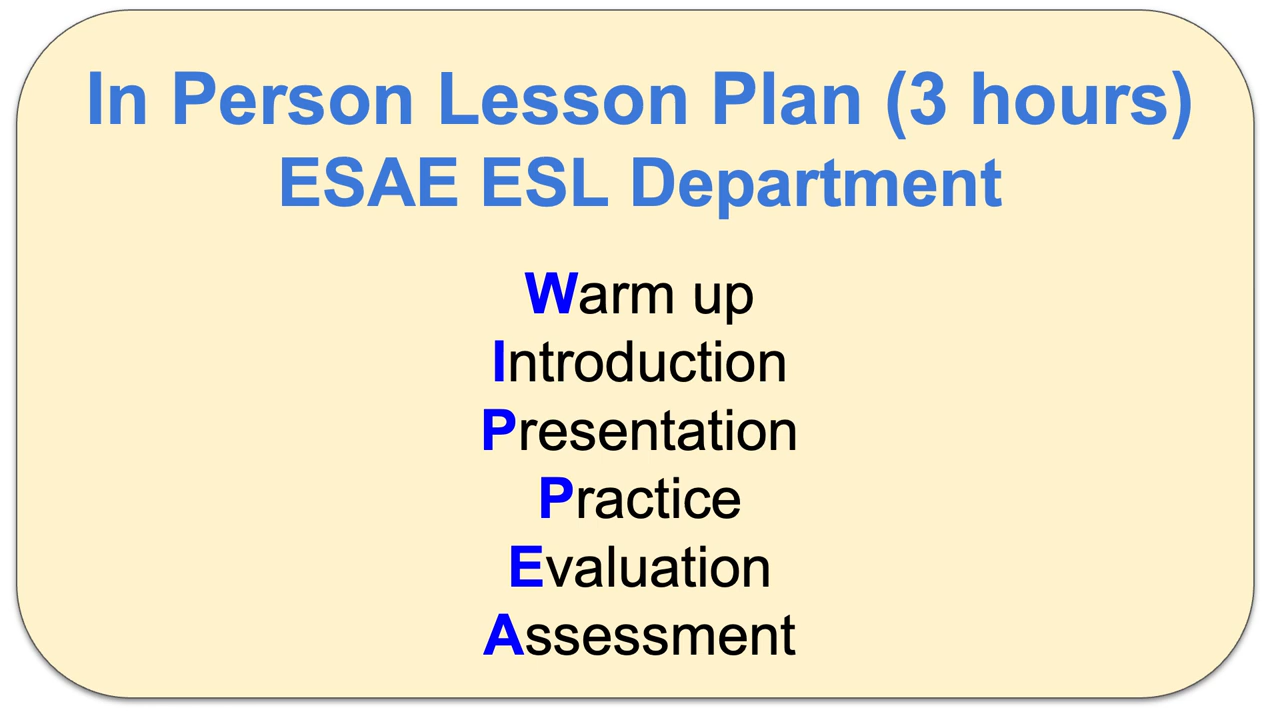 In Person Lesson Plan (3 hours)
ESAE ESL Department
Warm up
Introduction
Presentation
Practice
Evaluation
Assessment